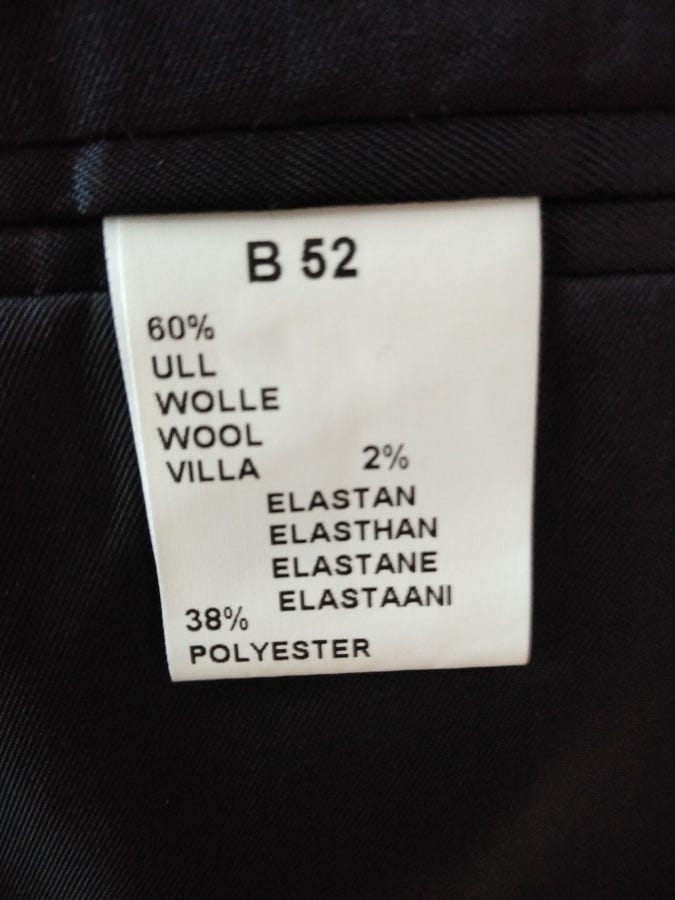 B 52
60%
ULL
WOLLE
WOOL
VILLA
2%
ELASTAN
ELASTHAN
ELASTANE
ELASTAANI
38%
POLYESTER